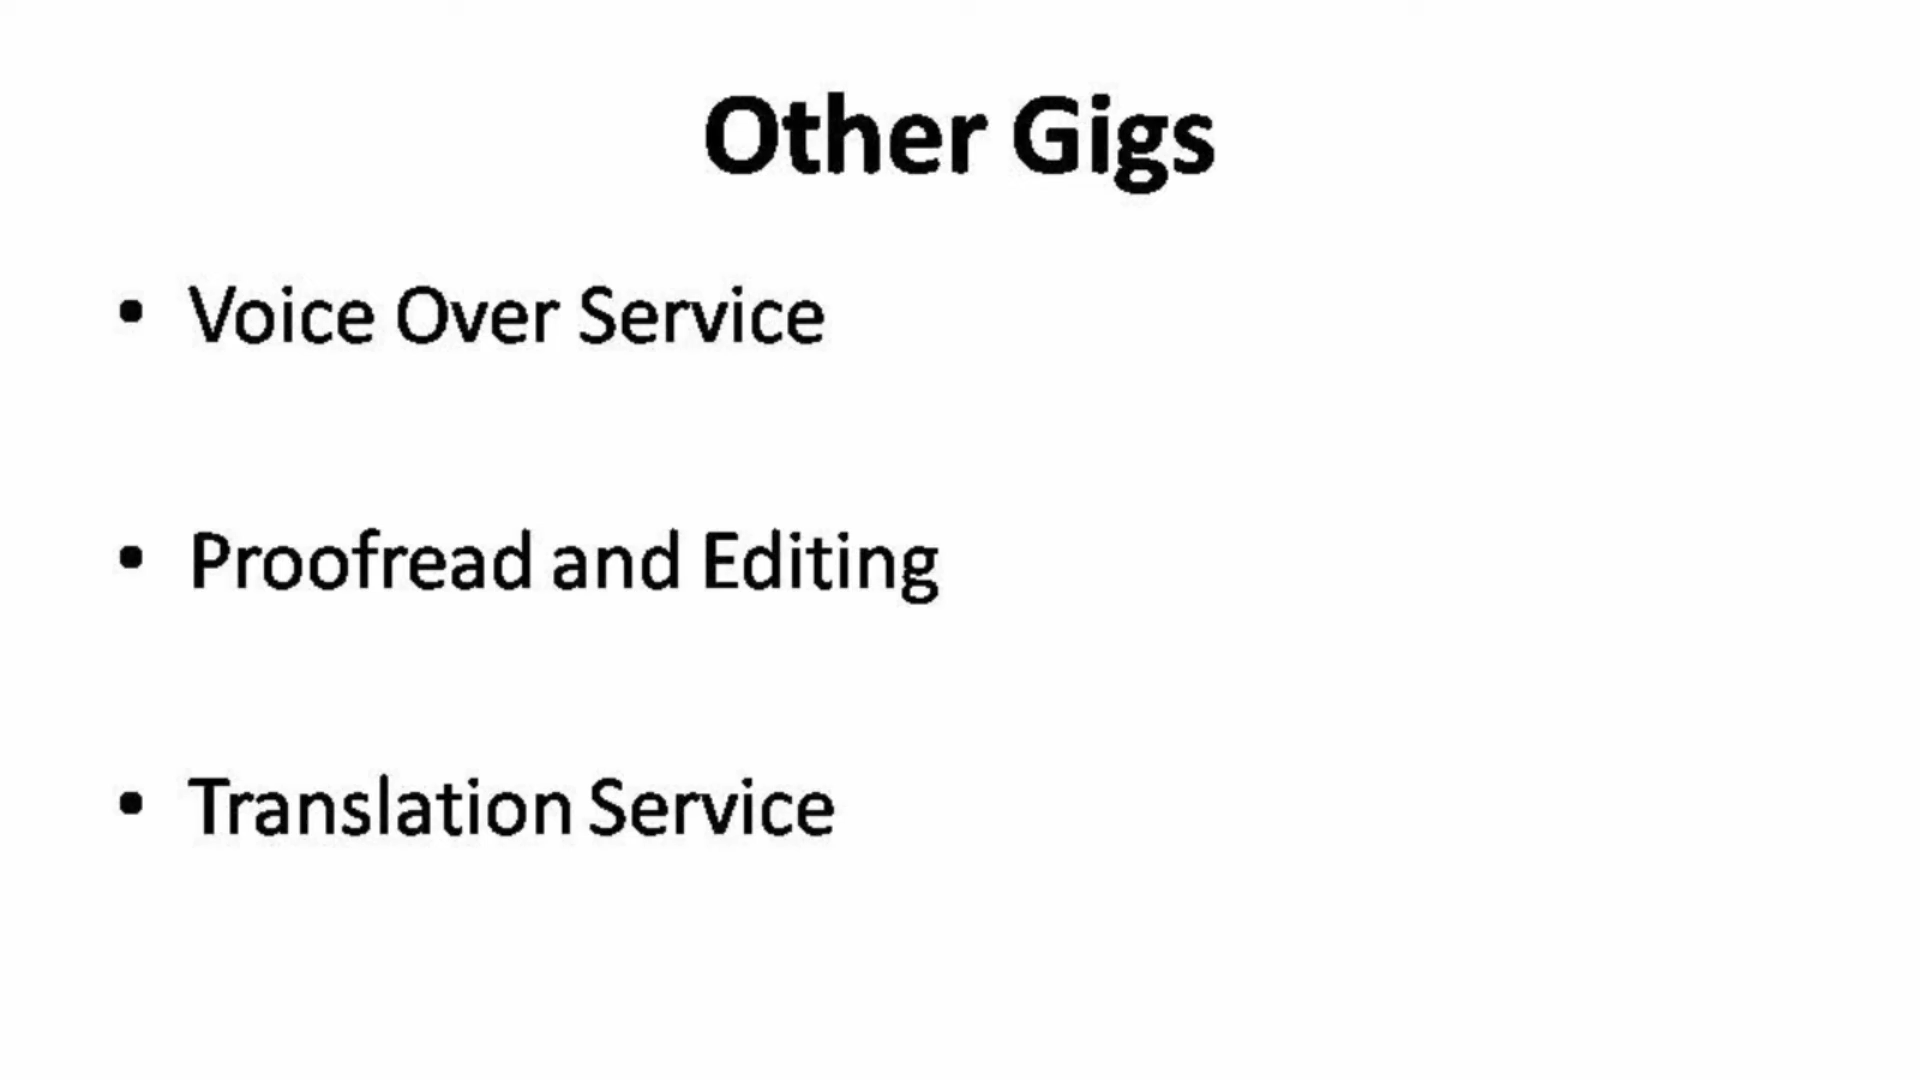 Other Gigs
• Voice Over Service
• Proofread and Editing
• Translation Service